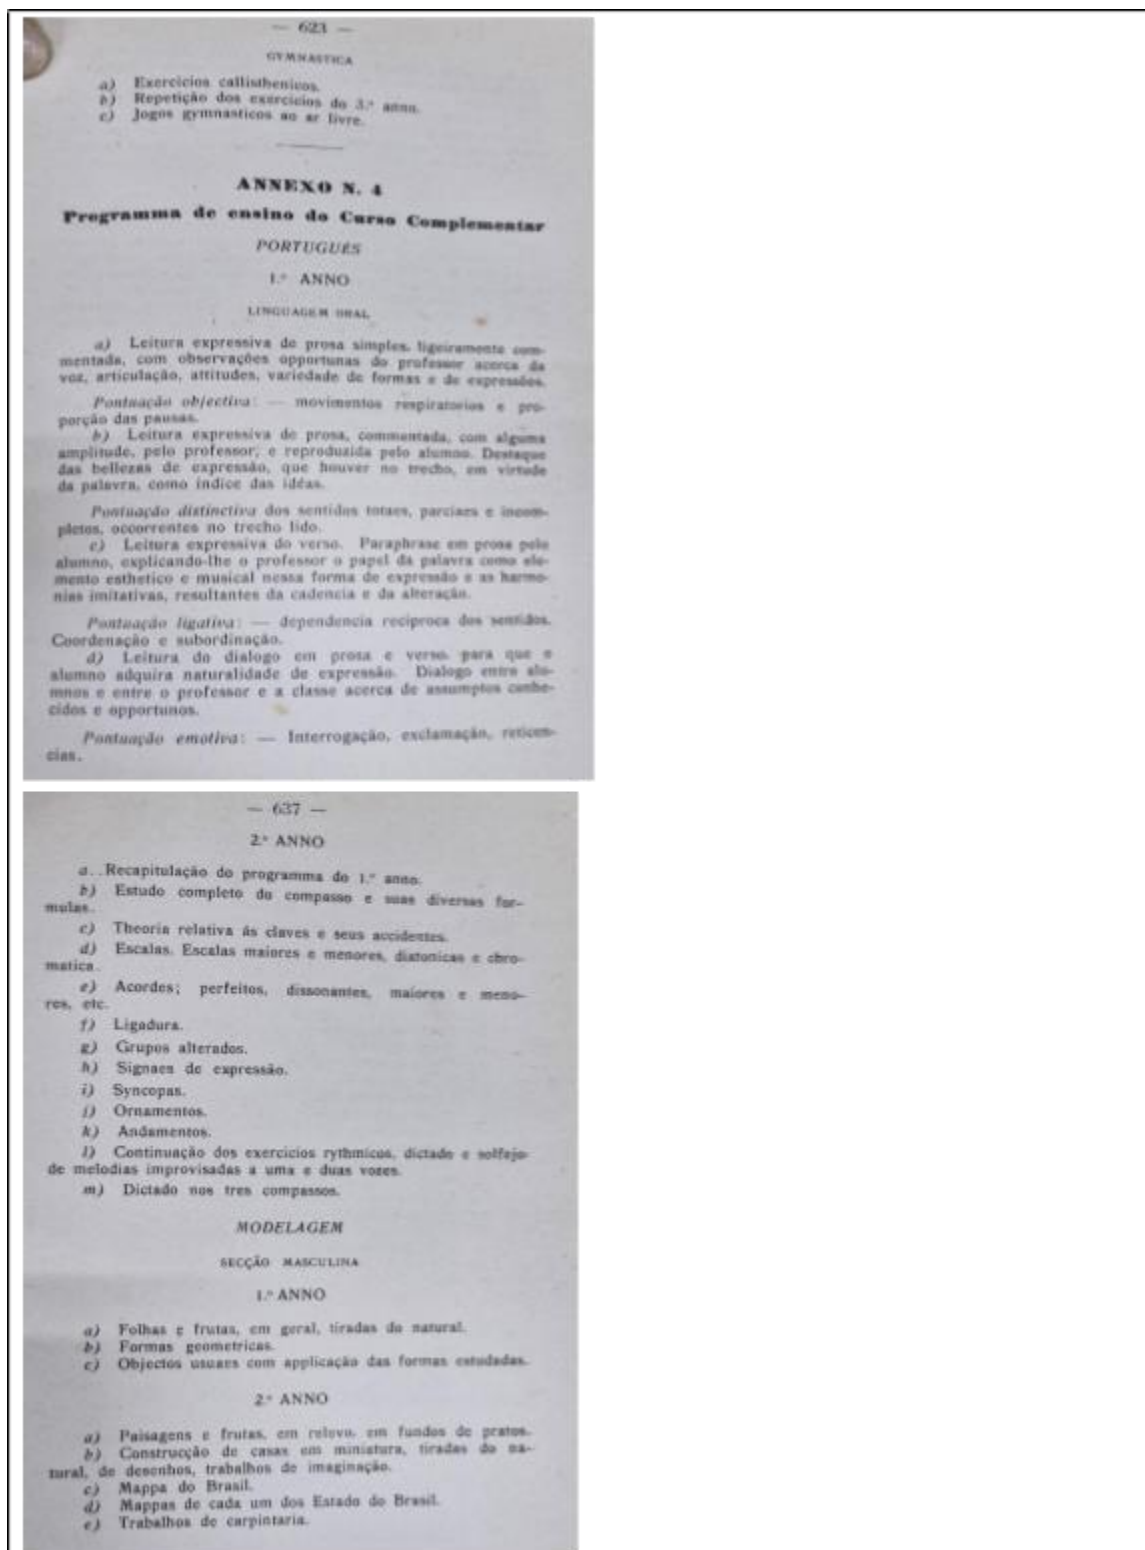 — 623 —
GYMNASTICA
a) Exercicios callisthenicos.
b) Repetição dos exercicios do 3.º anno.
c) Jogos gymnasticos ao ar livre.
ANNEXO N. 4
Programma de ensino do Curso Complementar
PORTUGUÊS
1.º ANNO
LINGUAGEM ORAL
a) Leitura expressiva de prosa simples, ligeiramente com-
mentada, com observações opportunas do professor acerca da
voz, articulação, attitudes, variedade de formas e de expressões.
Pontuação objectiva: — movimentos respiratorios e pro-
porção das pausas.
b) Leitura expressiva de prosa, commentada, com alguma
amplitude, pelo professor, e reproduzida pelo alumno. Destaque
das bellezas de expressão, que houver no trecho, em virtude
da palavra, como indice das idéas.
Pontuação distinctiva dos sentidos totaes, parciaes e incom-
pletos, occorrentes no trecho lido.
c) Leitura expressiva do verso. Paraphrase em prosa pelo
alumno, explicando-lhe o professor o papel da palavra como ele-
mento esthetico e musical nessa forma de expressão e as harmo-
nias imitativas, resultantes da cadencia e da alteração.
Pontuação ligativa: — dependencia reciproca dos sentidos.
Coordenação e subordinação.
d) Leitura do dialogo em prosa e verso, para que o
alumno adquira naturalidade de expressão. Dialogo entre alu-
mnos e entre o professor e a classe acerca de assumptos conhe-
cidos e opportunos.
Pontuação emotiva: — Interrogação, exclamação, reticen-
cias.
— 637 —
2.º ANNO
a. . Recapitulação do programma do 1.º anno.
b) Estudo completo do compasso e suas diversas for-
mulas.
c) Theoria relativa ás claves e seus accidentes.
d) Escalas. Escalas maiores e menores, diatonicas e chro-
matica.
e) Acordes; perfeitos, dissonantes, maiores e meno-
res, etc.
f) Ligadura.
g) Grupos alterados.
h) Signaes de expressão.
i) Syncopas.
j) Ornamentos.
k) Andamentos.
l) Continuação dos exercicios rythmicos, dictado e solfejo
de melodias improvisadas a uma e duas vozes.
m) Dictado nos tres compassos.
MODELAGEM
SECÇÃO MASCULINA
1.º ANNO
a) Folhas e frutas, em geral, tiradas do natural.
b) Formas geometricas.
c) Objectos usuaes com applicação das formas estudadas.
2.º ANNO
a) Paisagens e frutas, em relevo, em fundos de pratos.
b) Construcção de casas em miniatura, tiradas do na-
tural, de desenhos, trabalhos de imaginação.
c) Mappa do Brasil.
d) Mappas de cada um dos Estado do Brasil.
e) Trabalhos de carpintaria.